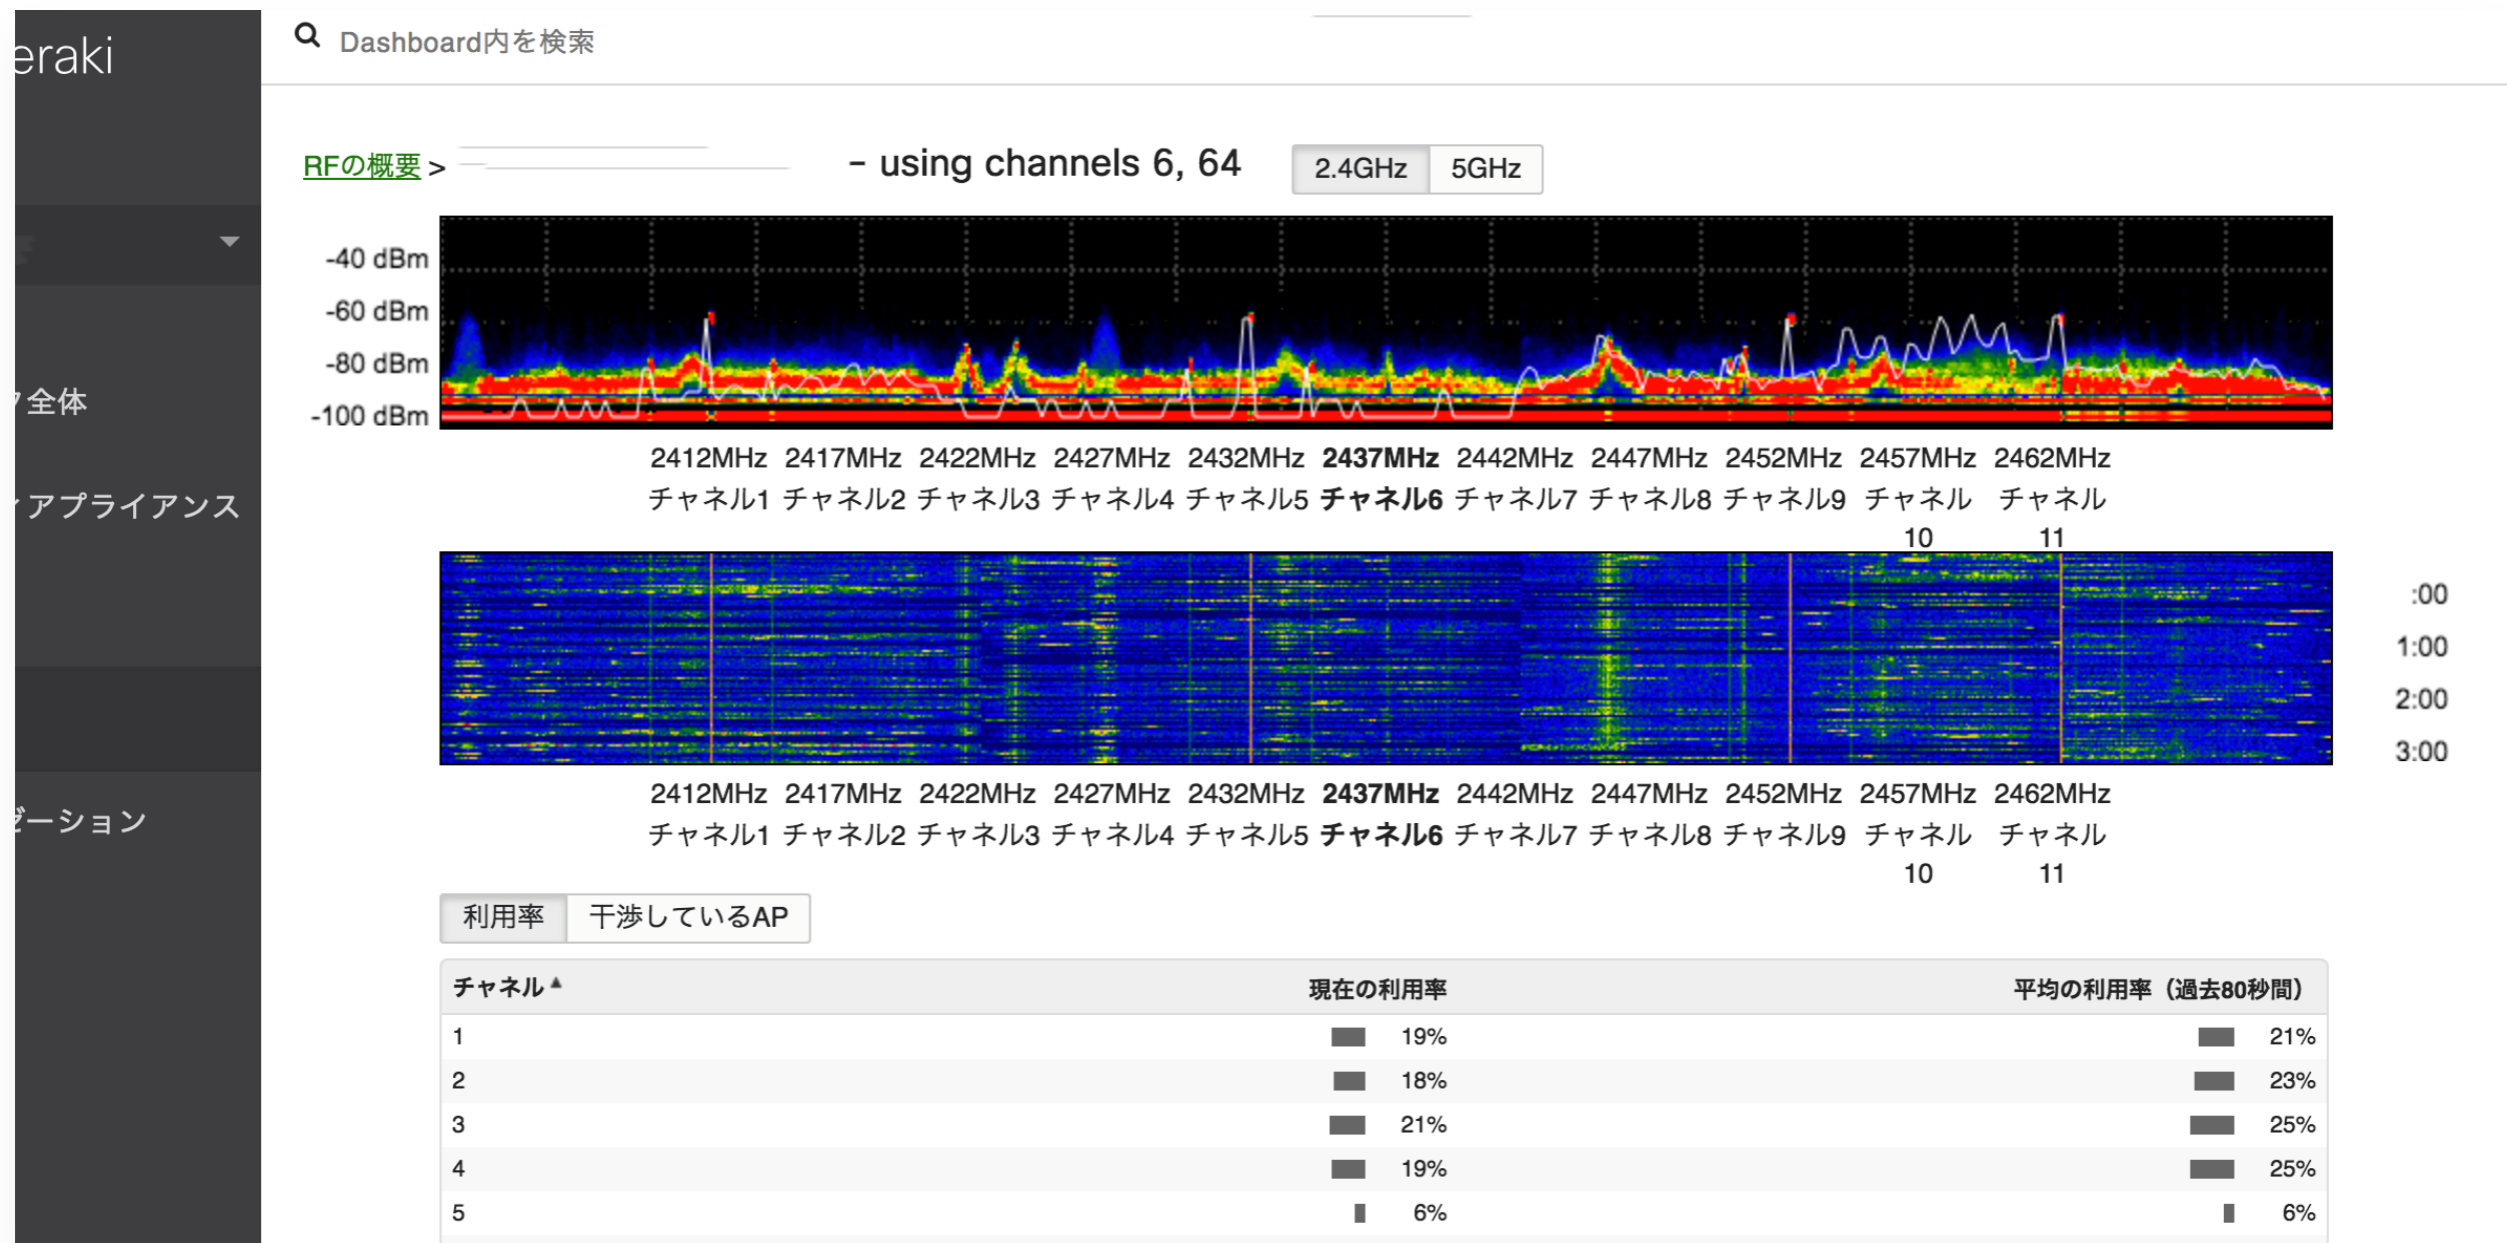 eraki
Dashboard内を検索
RFの概要 > – using channels 6, 64 2.4GHz 5GHz
全体
アプライアンス
ゼーション
-40 dBm
-60 dBm
-80 dBm
-100 dBm
2412MHz 2417MHz 2422MHz 2427MHz 2432MHz 2437MHz 2442MHz 2447MHz 2452MHz 2457MHz 2462MHz
チャネル1 チャネル2 チャネル3 チャネル4 チャネル5 チャネル6 チャネル7 チャネル8 チャネル9 チャネル チャネル
10 11
:00
1:00
2:00
3:00
2412MHz 2417MHz 2422MHz 2427MHz 2432MHz 2437MHz 2442MHz 2447MHz 2452MHz 2457MHz 2462MHz
チャネル1 チャネル2 チャネル3 チャネル4 チャネル5 チャネル6 チャネル7 チャネル8 チャネル9 チャネル チャネル
10 11
利用率 干渉しているAP
チャネル▲ 現在の利用率 平均の利用率（過去80秒間）
1 19% 21%
2 18% 23%
3 21% 25%
4 19% 25%
5 6% 6%